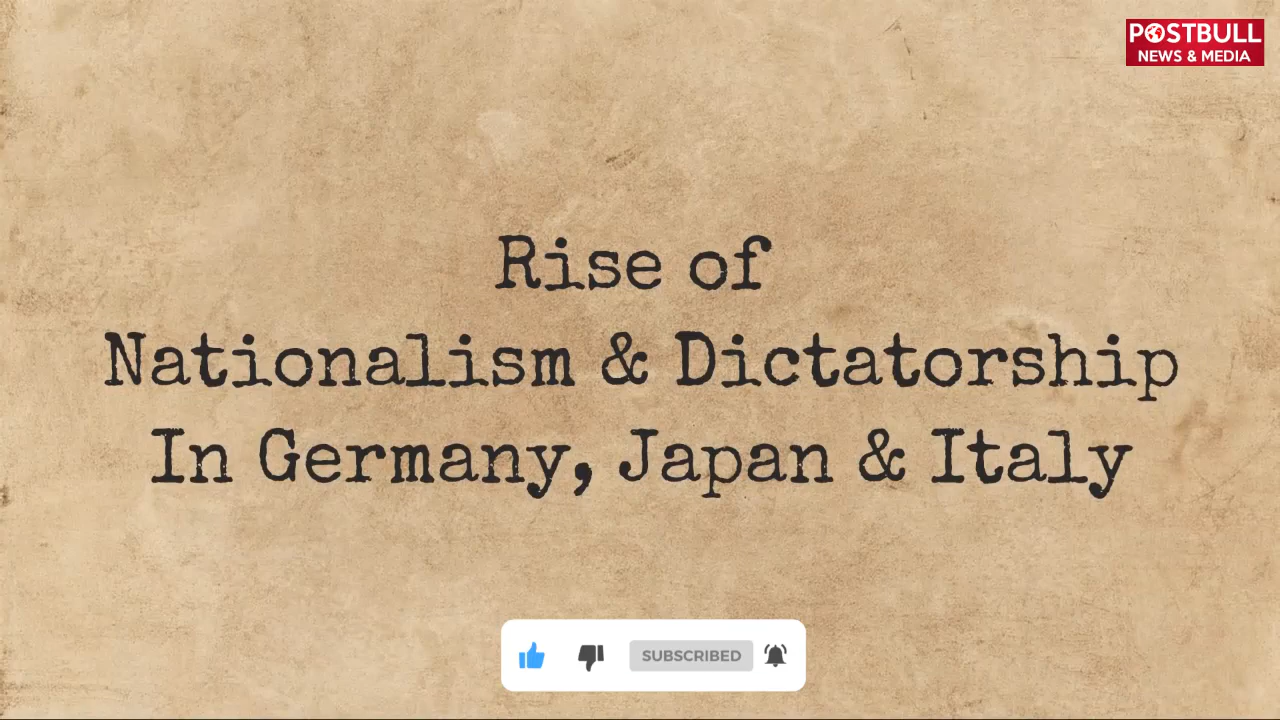 POSTBULL
NEWS & MEDIA
Rise of
Nationalism & Dictatorship
In Germany, Japan & Italy
SUBSCRIBED